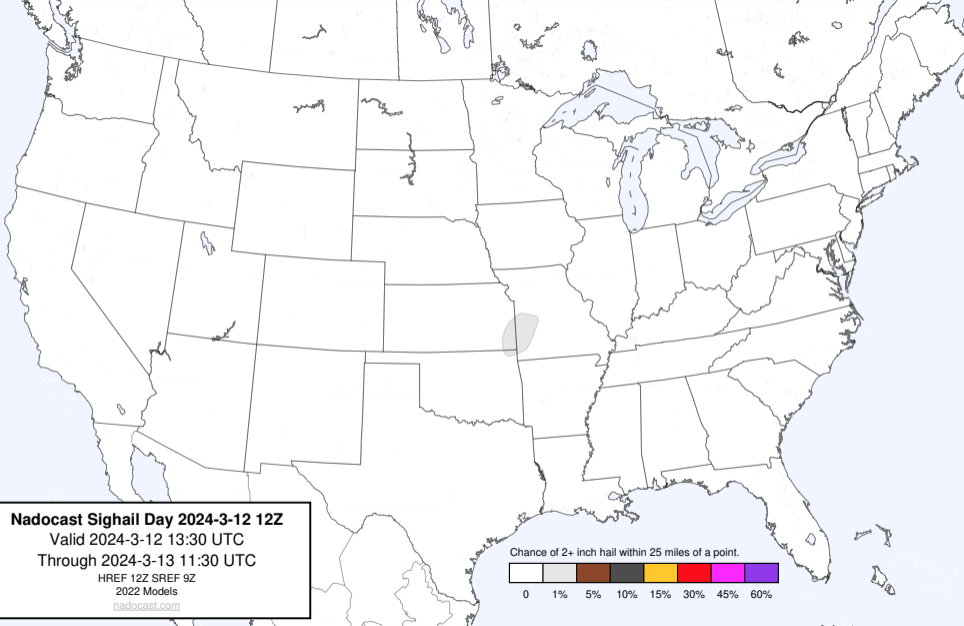 Nadocast Sighail Day 2024-3-12 12Z
Valid 2024-3-12 13:30 UTC
Through 2024-3-13 11:30 UTC
HREF 12Z SREF 9Z
2022 Models
nadocast.com
Chance of 2+ inch hail within 25 miles of a point.
0 1% 5% 10% 15% 30% 45% 60%